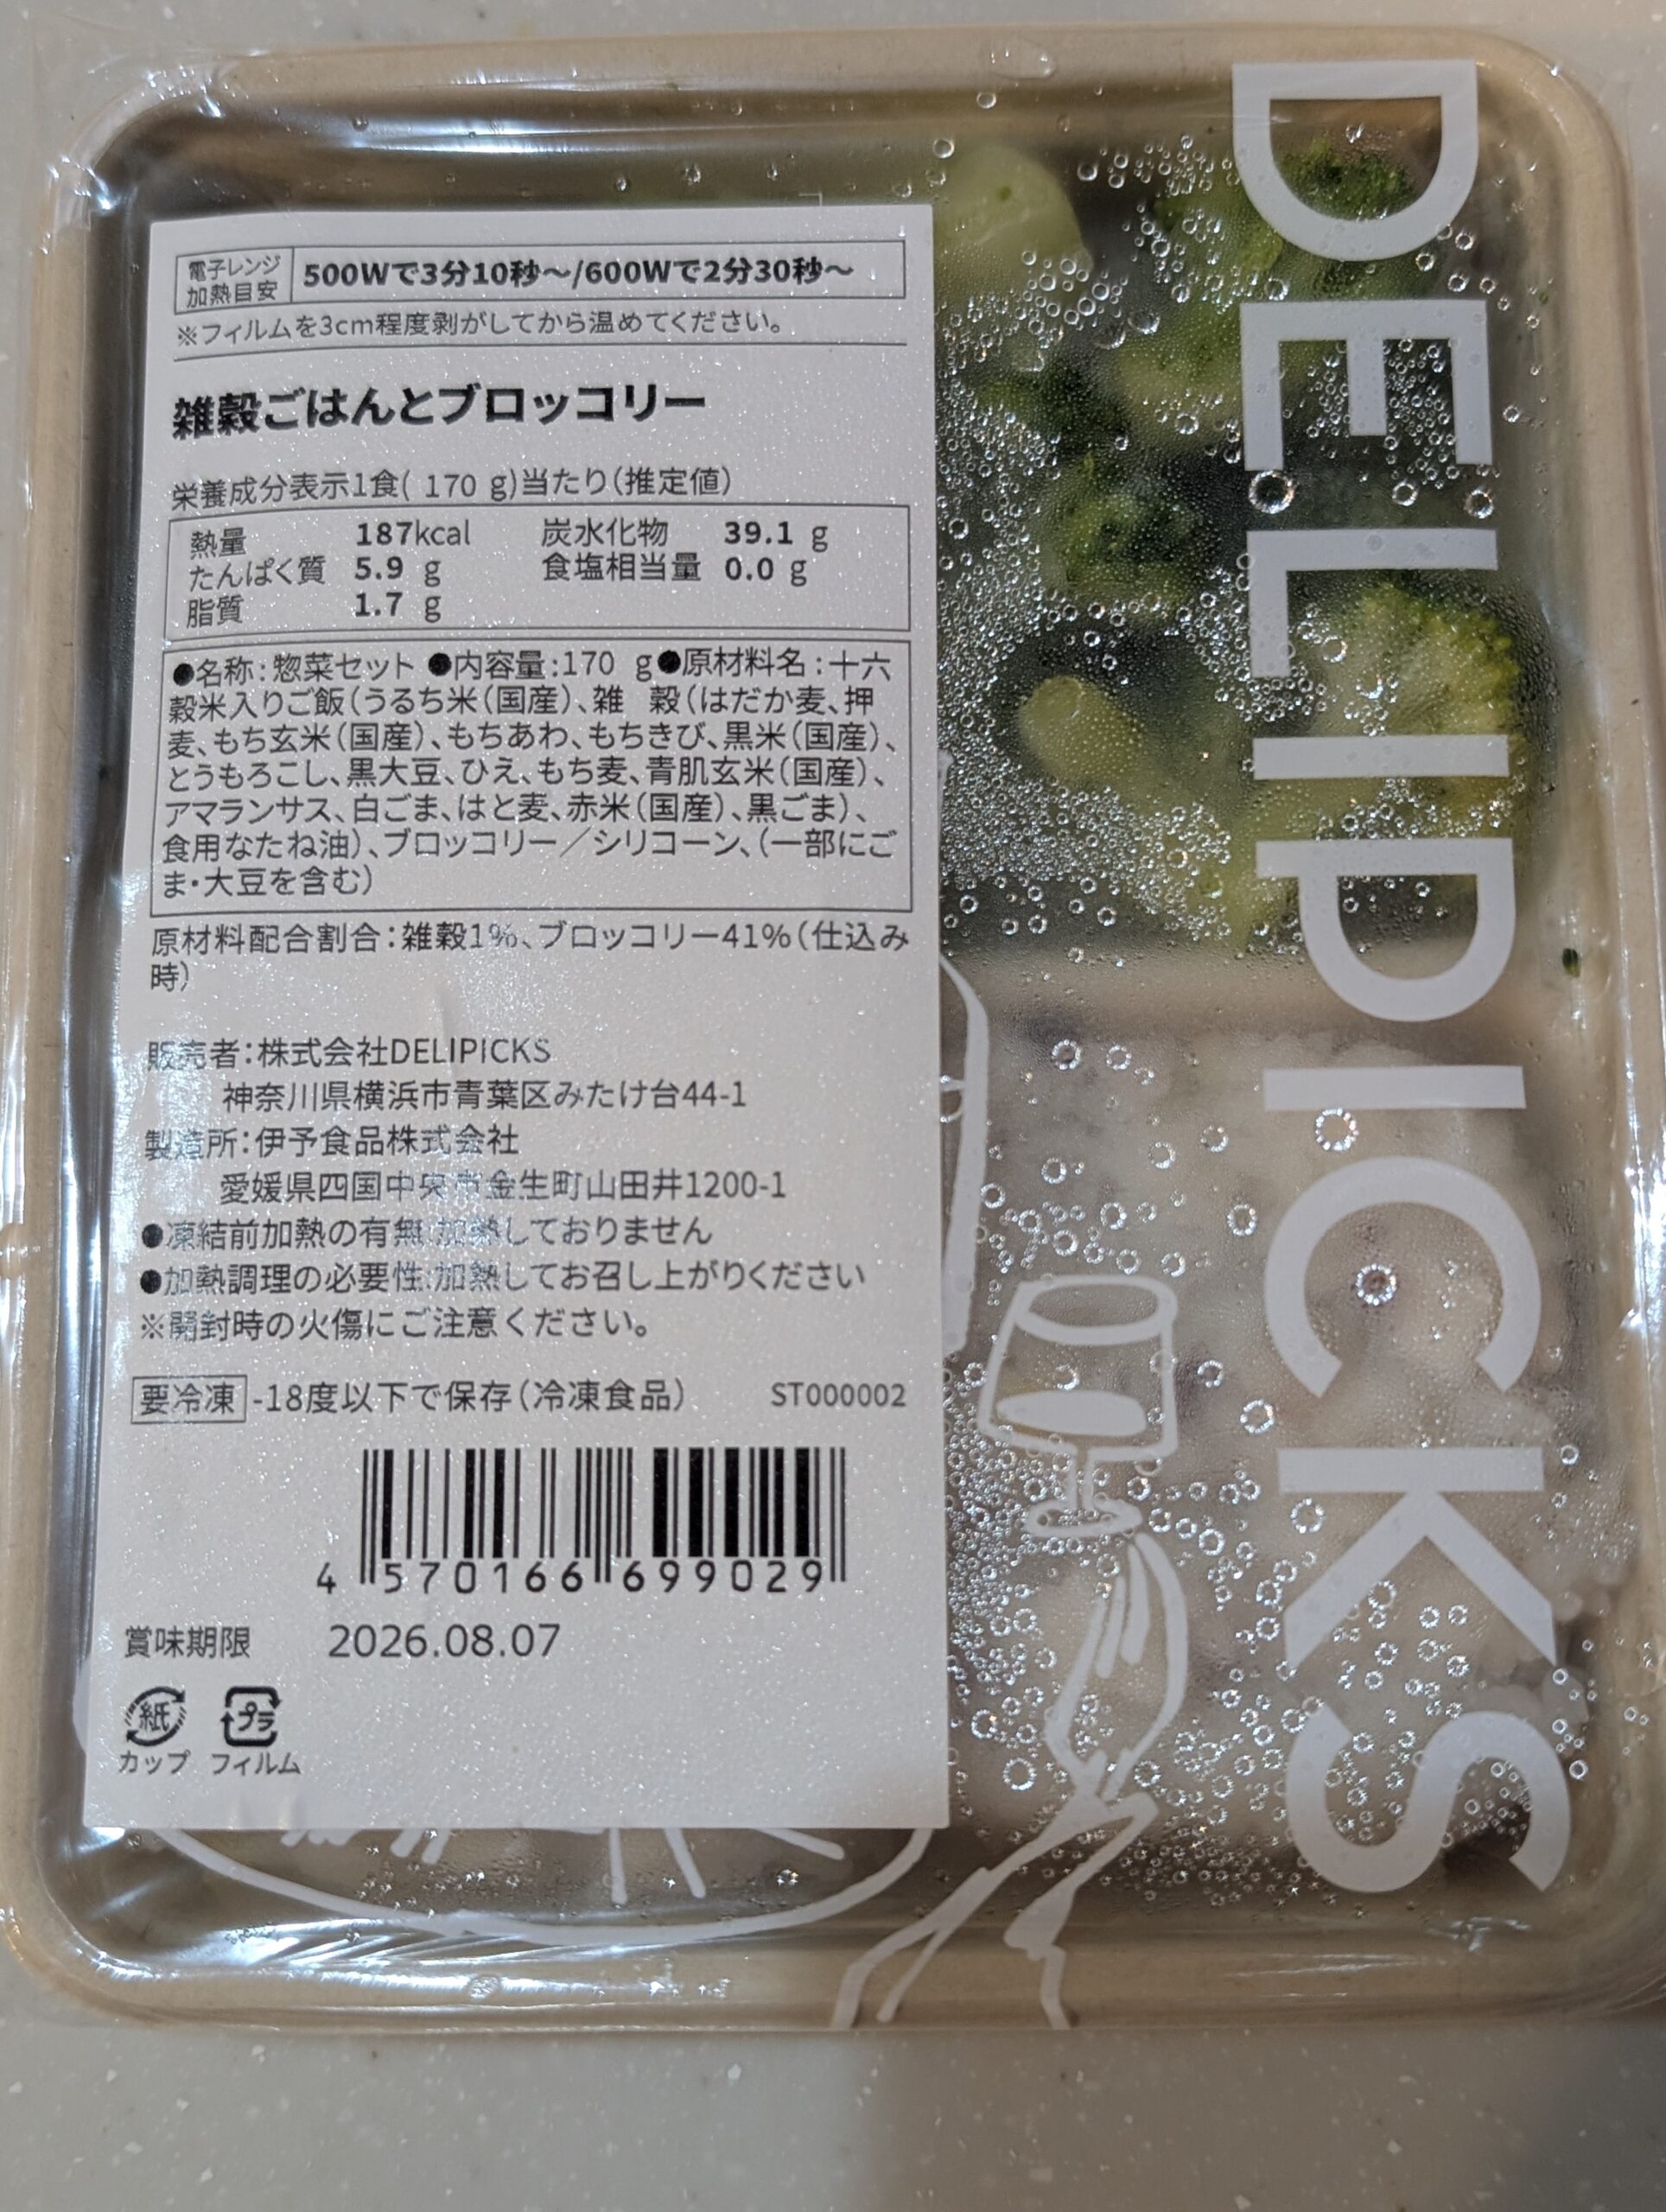 電子レンジ
加熱目安
500Wで3分10秒～/600Wで2分30秒～
※フィルムを3cm程度剥がしてから温めてください。
雑穀ごはんとブロッコリー
栄養成分表示1食( 170 g)当たり(推定値)
熱量 187kcal 炭水化物 39.1 g
たんぱく質 5.9 g 食塩相当量 0.0 g
脂質 1.7 g
●名称:惣菜セット ●内容量:170 g●原材料名:十六
穀米入りご飯(うるち米(国産)、雑 穀(はだか麦、押
麦、もち玄米(国産)、もちあわ、もちきび、黒米(国産)、
とうもろこし、黒大豆、ひえ、もち麦、青肌玄米(国産)、
アマランサス、白ごま、はと麦、赤米(国産)、黒ごま)、
食用なたね油)、ブロッコリー／シリコーン、(一部にご
ま・大豆を含む)
原材料配合割合:雑穀1%、ブロッコリー41%(仕込み
時)
販売者:株式会社DELIPICKS
神奈川県横浜市青葉区みたけ台44-1
製造所:伊予食品株式会社
愛媛県四国中央市金生町山田井1200-1
●凍結前加熱の有無:加熱しておりません
●加熱調理の必要性:加熱してお召し上がりください
※開封時の火傷にご注意ください。
要冷凍 -18度以下で保存(冷凍食品) ST000002
4 570166 699029
賞味期限 2026.08.07
紙 プラ
カップ フィルム
DELIPICKS